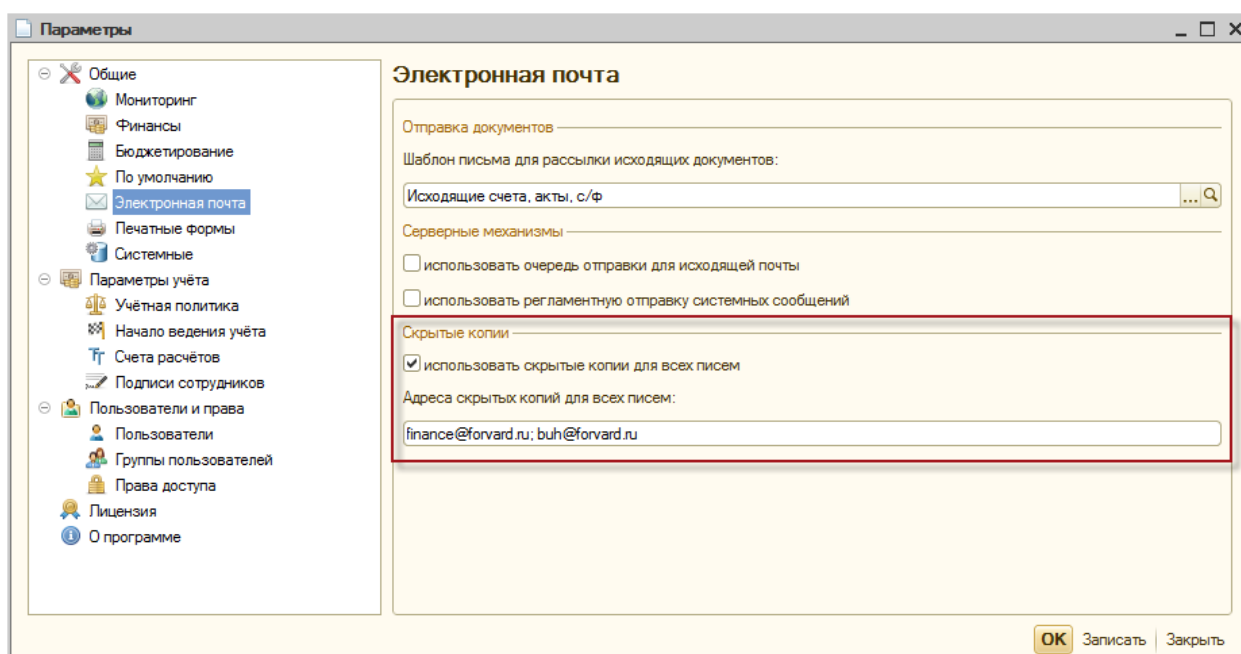 Параметры
Общие
Мониторинг
Финансы
Бюджетирование
По умолчанию
Электронная почта
Печатные формы
Системные
Параметры учёта
Учётная политика
Начало ведения учёта
Счета расчётов
Подписи сотрудников
Пользователи и права
Пользователи
Группы пользователей
Права доступа
Лицензия
О программе
Электронная почта
Отправка документов
Шаблон письма для рассылки исходящих документов:
Исходящие счета, акты, с/ф
...
Серверные механизмы
использовать очередь отправки для исходящей почты
использовать регламентную отправку системных сообщений
Скрытые копии
использовать скрытые копии для всех писем
Адреса скрытых копий для всех писем:
finance@forvard.ru; buh@forvard.ru
OK Записать Закрыть